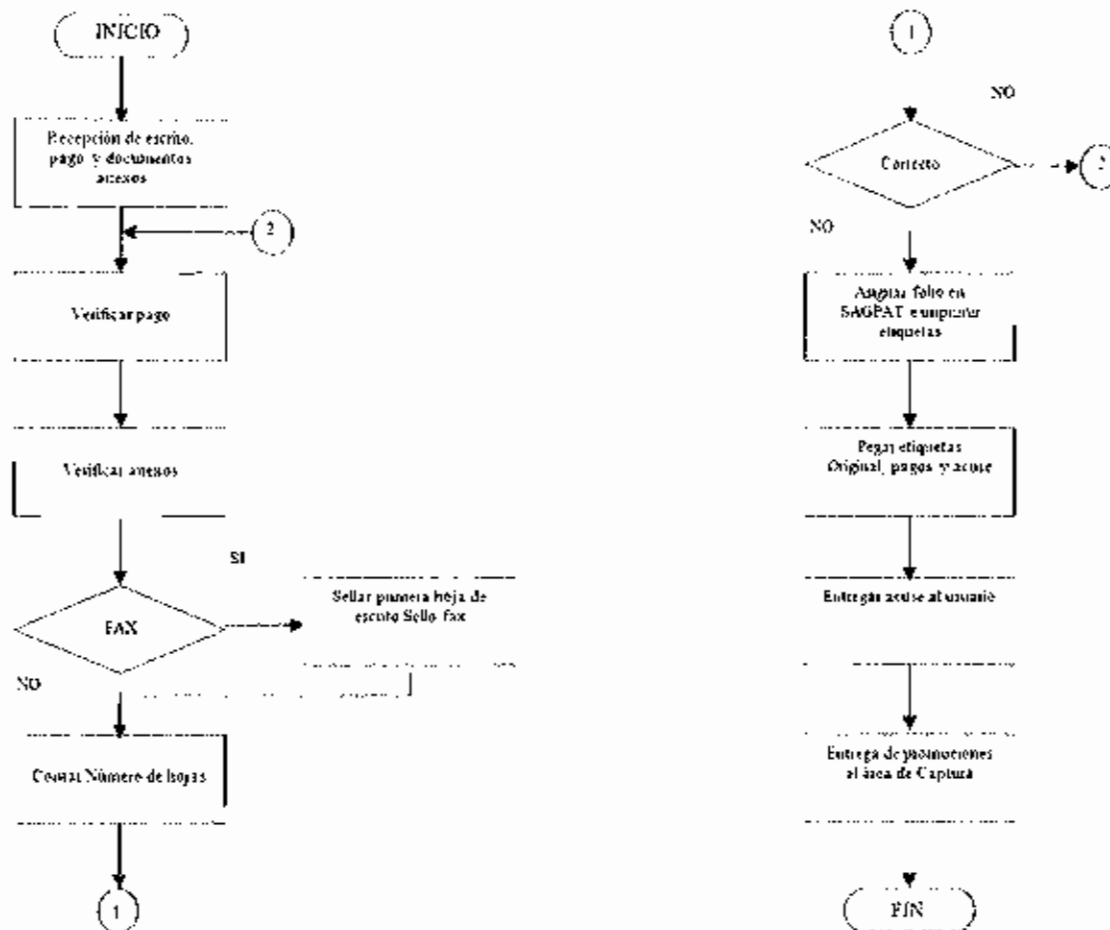 INICIO
Recepción de escrito,
pago y documentos
anexos
2
Verificar pago
Verificar anexos
SI
FAX
Sellar primera hoja de
escrito Sello fax
NO
Contar Número de hojas
1
1
NO
Correcto
2
NO
Asignar folio en
SAGPAT e imprimir
etiquetas
Pegar etiquetas
Original, pagos y acuse
Entregar acuse al usuario
Entrega de promociones
al área de Captura
FIN